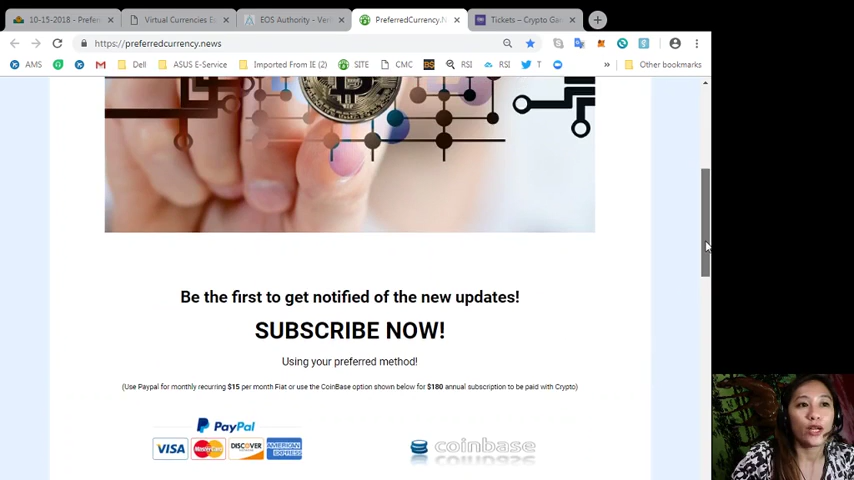 10-15-2018 - Prefer
Virtual Currencies Ec
EOS Authority - Ver
PreferredCurrency.N
Tickets – Crypto Ga
https://preferredcurrency.news
AMS
Dell
ASUS E-Service
Imported From IE (2)
SITE
CMC
BS
RSI
RSI
T
»
Other bookmarks
Be the first to get notified of the new updates!
SUBSCRIBE NOW!
Using your preferred method!
(Use Paypal for monthly recurring $15 per month Fiat or use the CoinBase option shown below for $180 annual subscription to be paid with Crypto)
PayPal
coinbase
VISA MasterCard DISCOVER AMERICAN EXPRESS